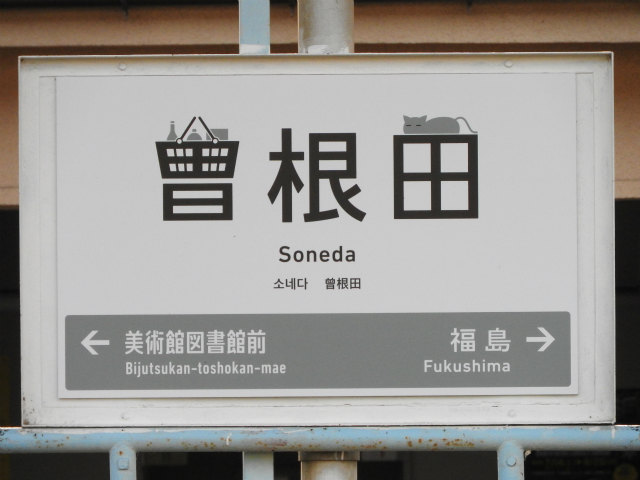 曽根田
Soneda
소네다 曽根田
← 美術館図書館前 福島 →
Bijutsukan-toshokan-mae Fukushima